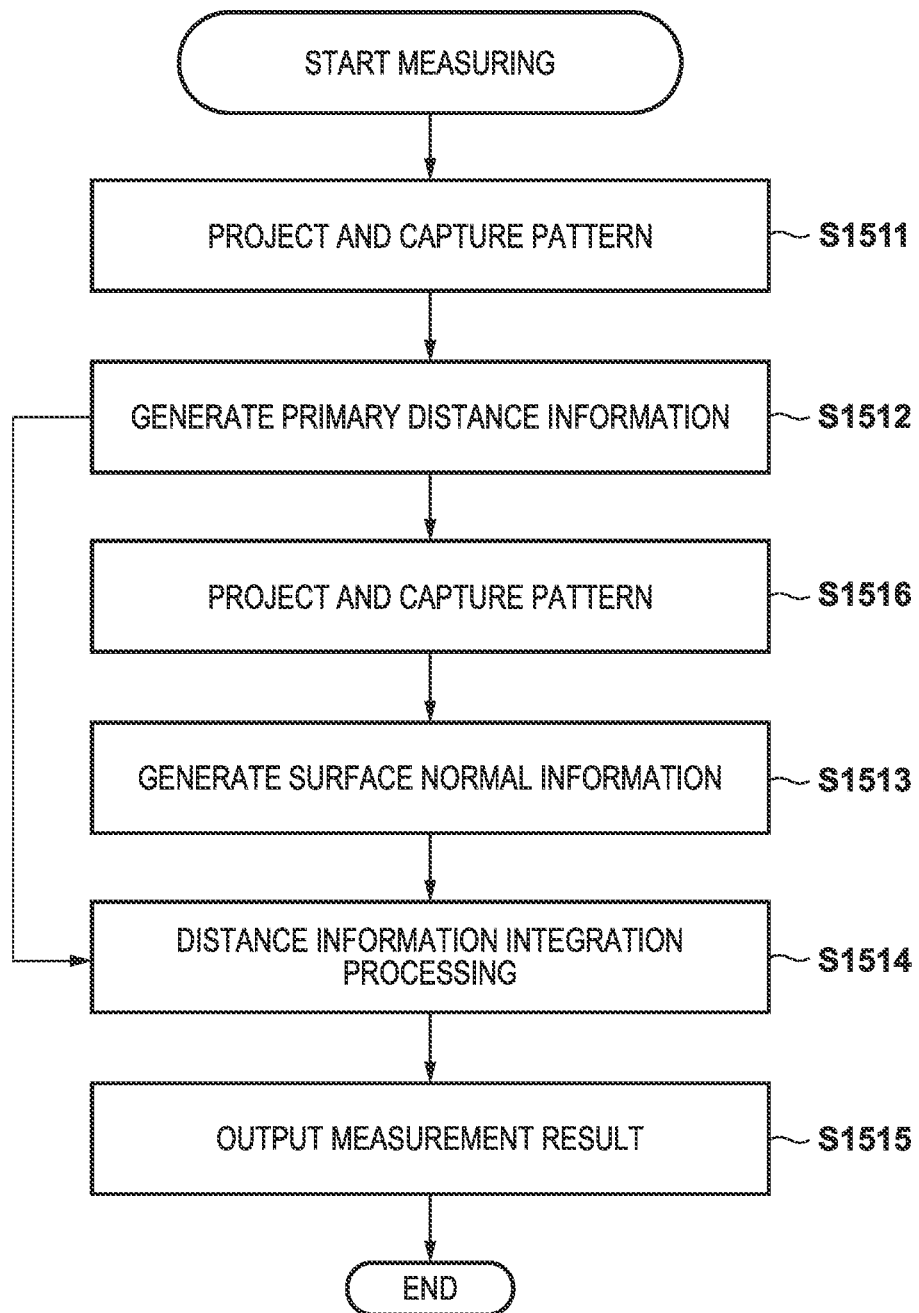 START MEASURING
PROJECT AND CAPTURE PATTERN
S1511
GENERATE PRIMARY DISTANCE INFORMATION
S1512
PROJECT AND CAPTURE PATTERN
S1516
GENERATE SURFACE NORMAL INFORMATION
S1513
DISTANCE INFORMATION INTEGRATION
PROCESSING
S1514
OUTPUT MEASUREMENT RESULT
S1515
END